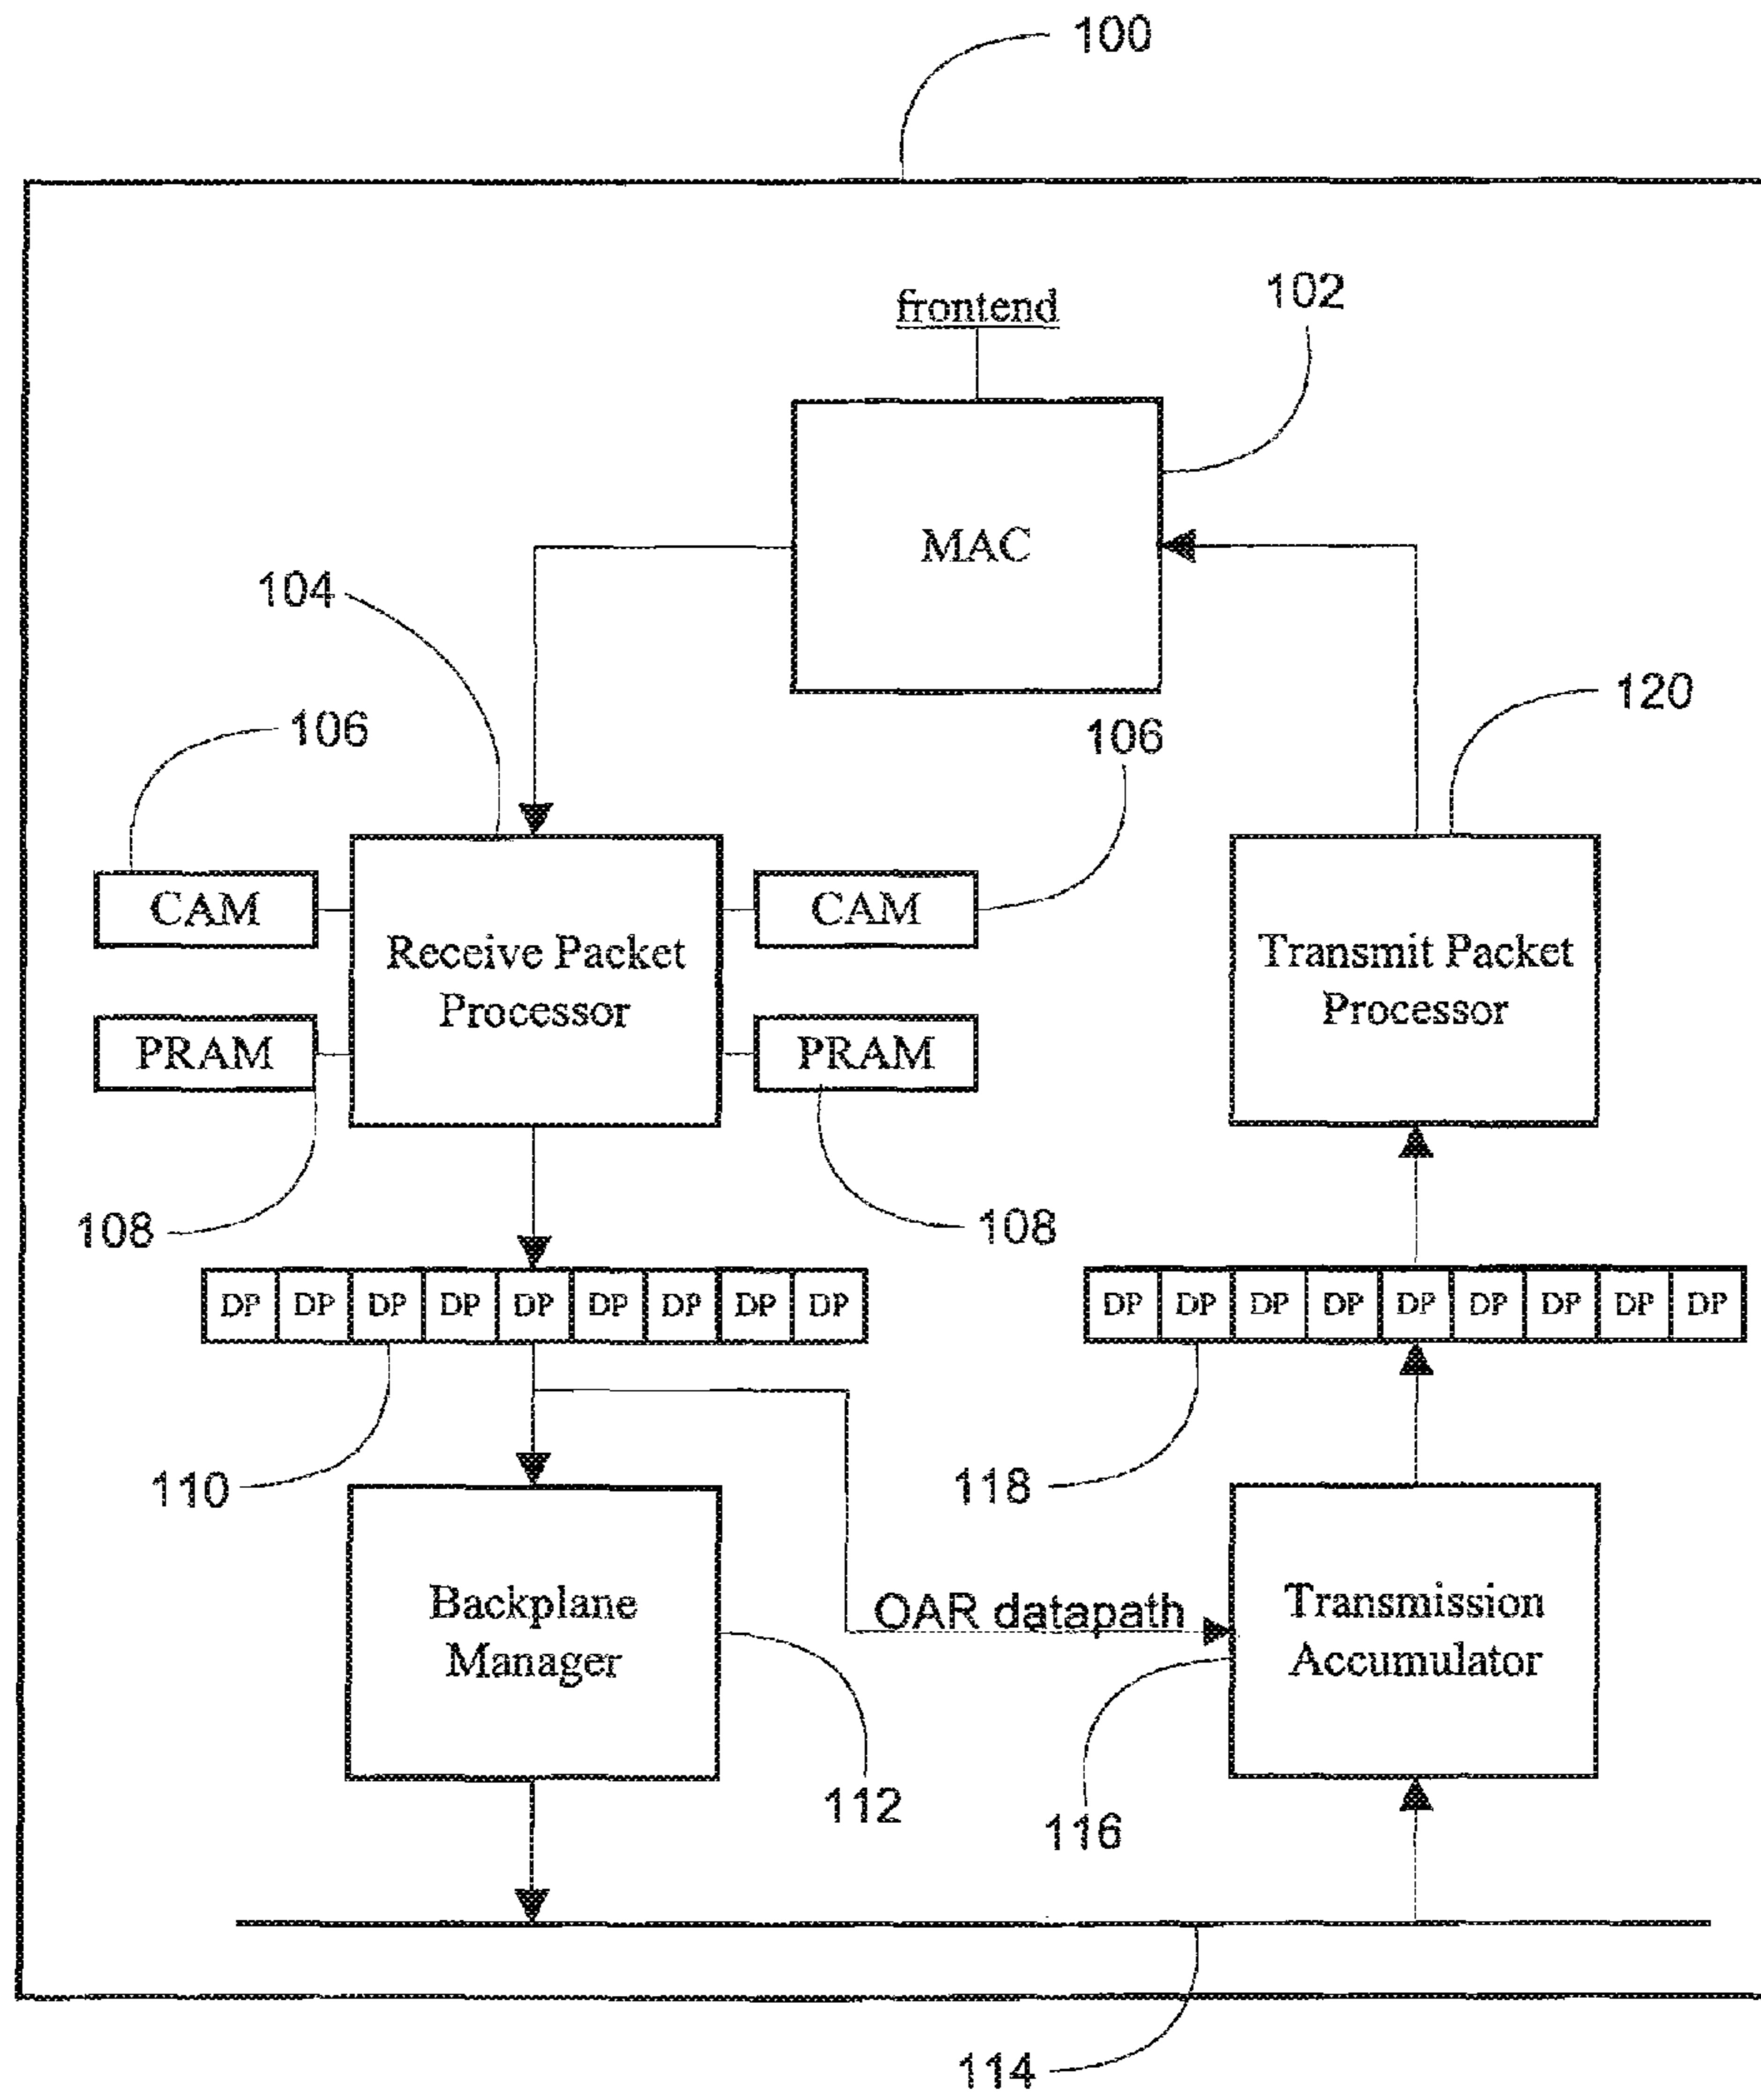 100
frontend
102
MAC
104
120
106
106
CAM
CAM
Receive Packet
Processor
Transmit Packet
Processor
PRAM
PRAM
108
108
DP DP DP DP DP DP DP DP DP
DP DP DP DP DP DP DP DP DP
110
118
Backplane
Manager
OAR datapath
Transmission
Accumulator
112
116
114